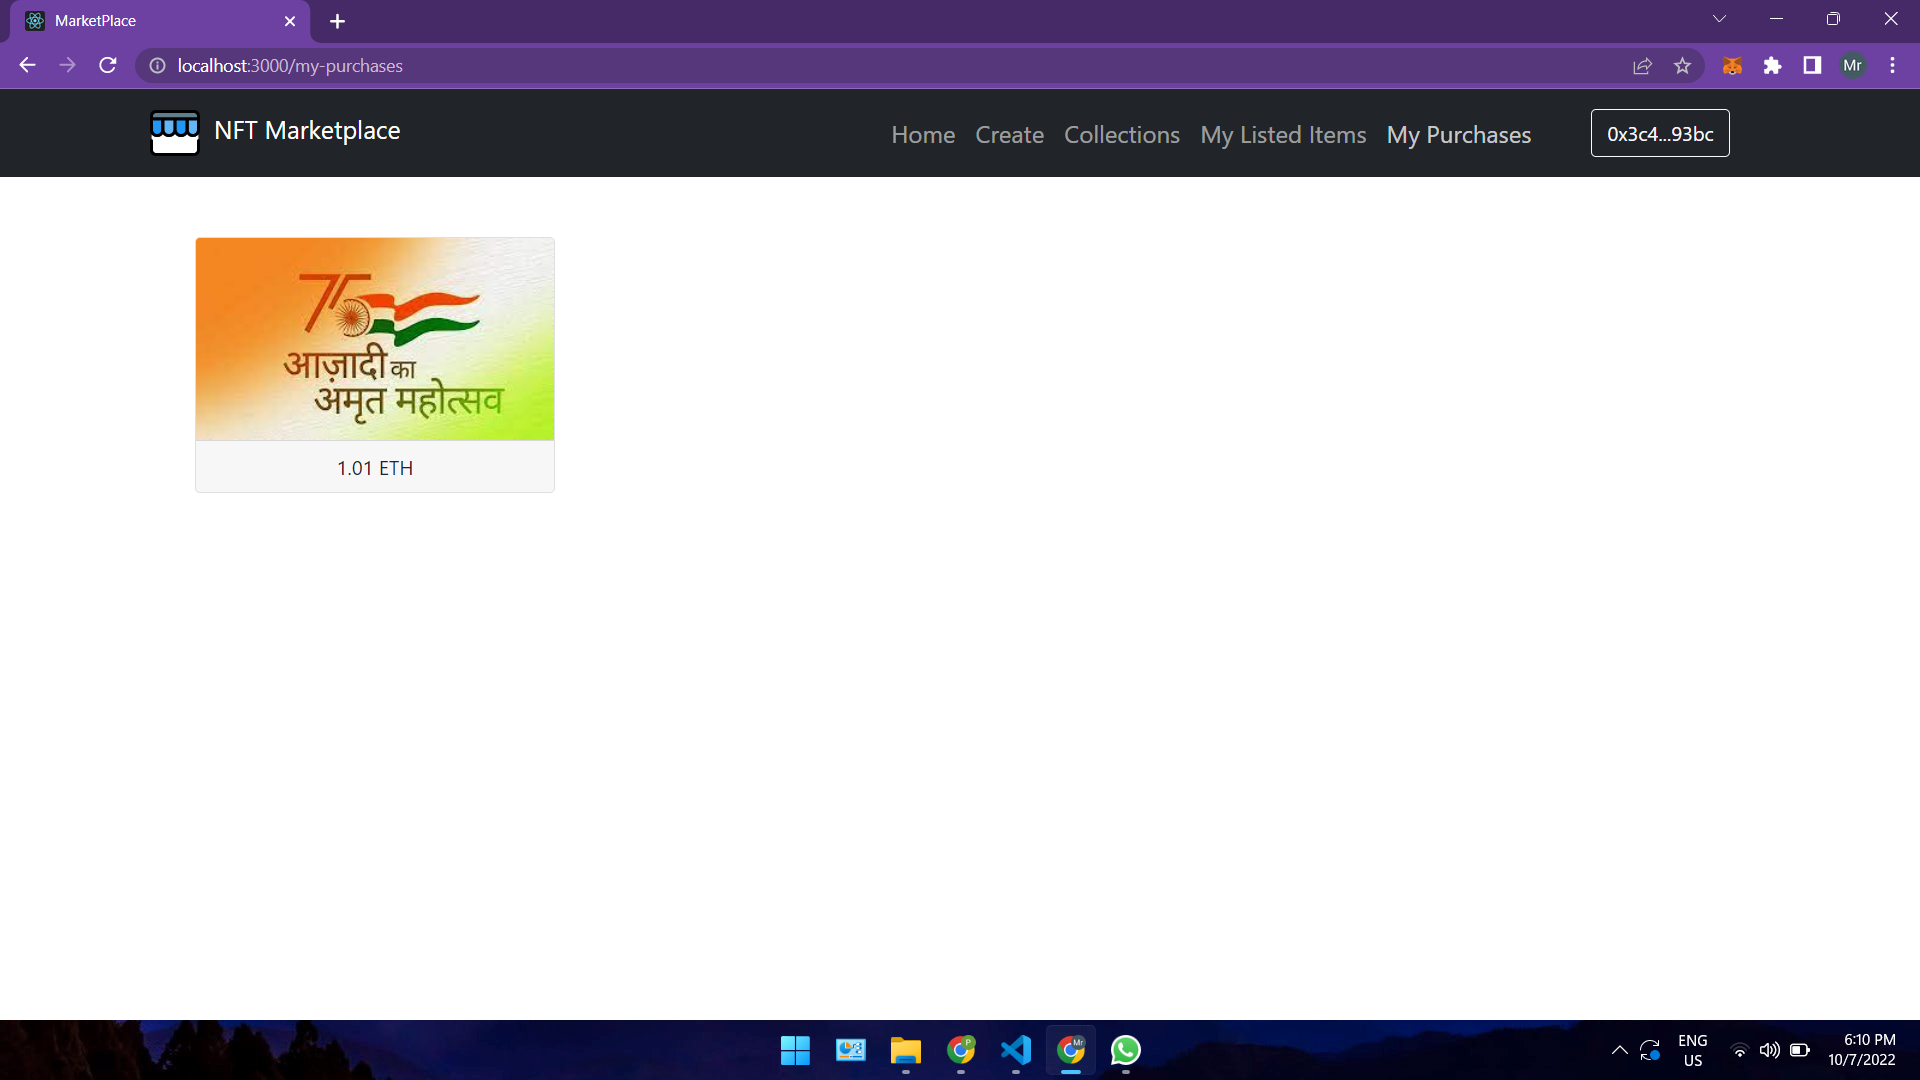 MarketPlace
localhost:3000/my-purchases
Mr
NFT Marketplace
Home Create Collections My Listed Items My Purchases 0x3c4...93bc
75
आज़ादी का
अमृत महोत्सव
1.01 ETH
P
Mr
ENG
US
6:10 PM
10/7/2022